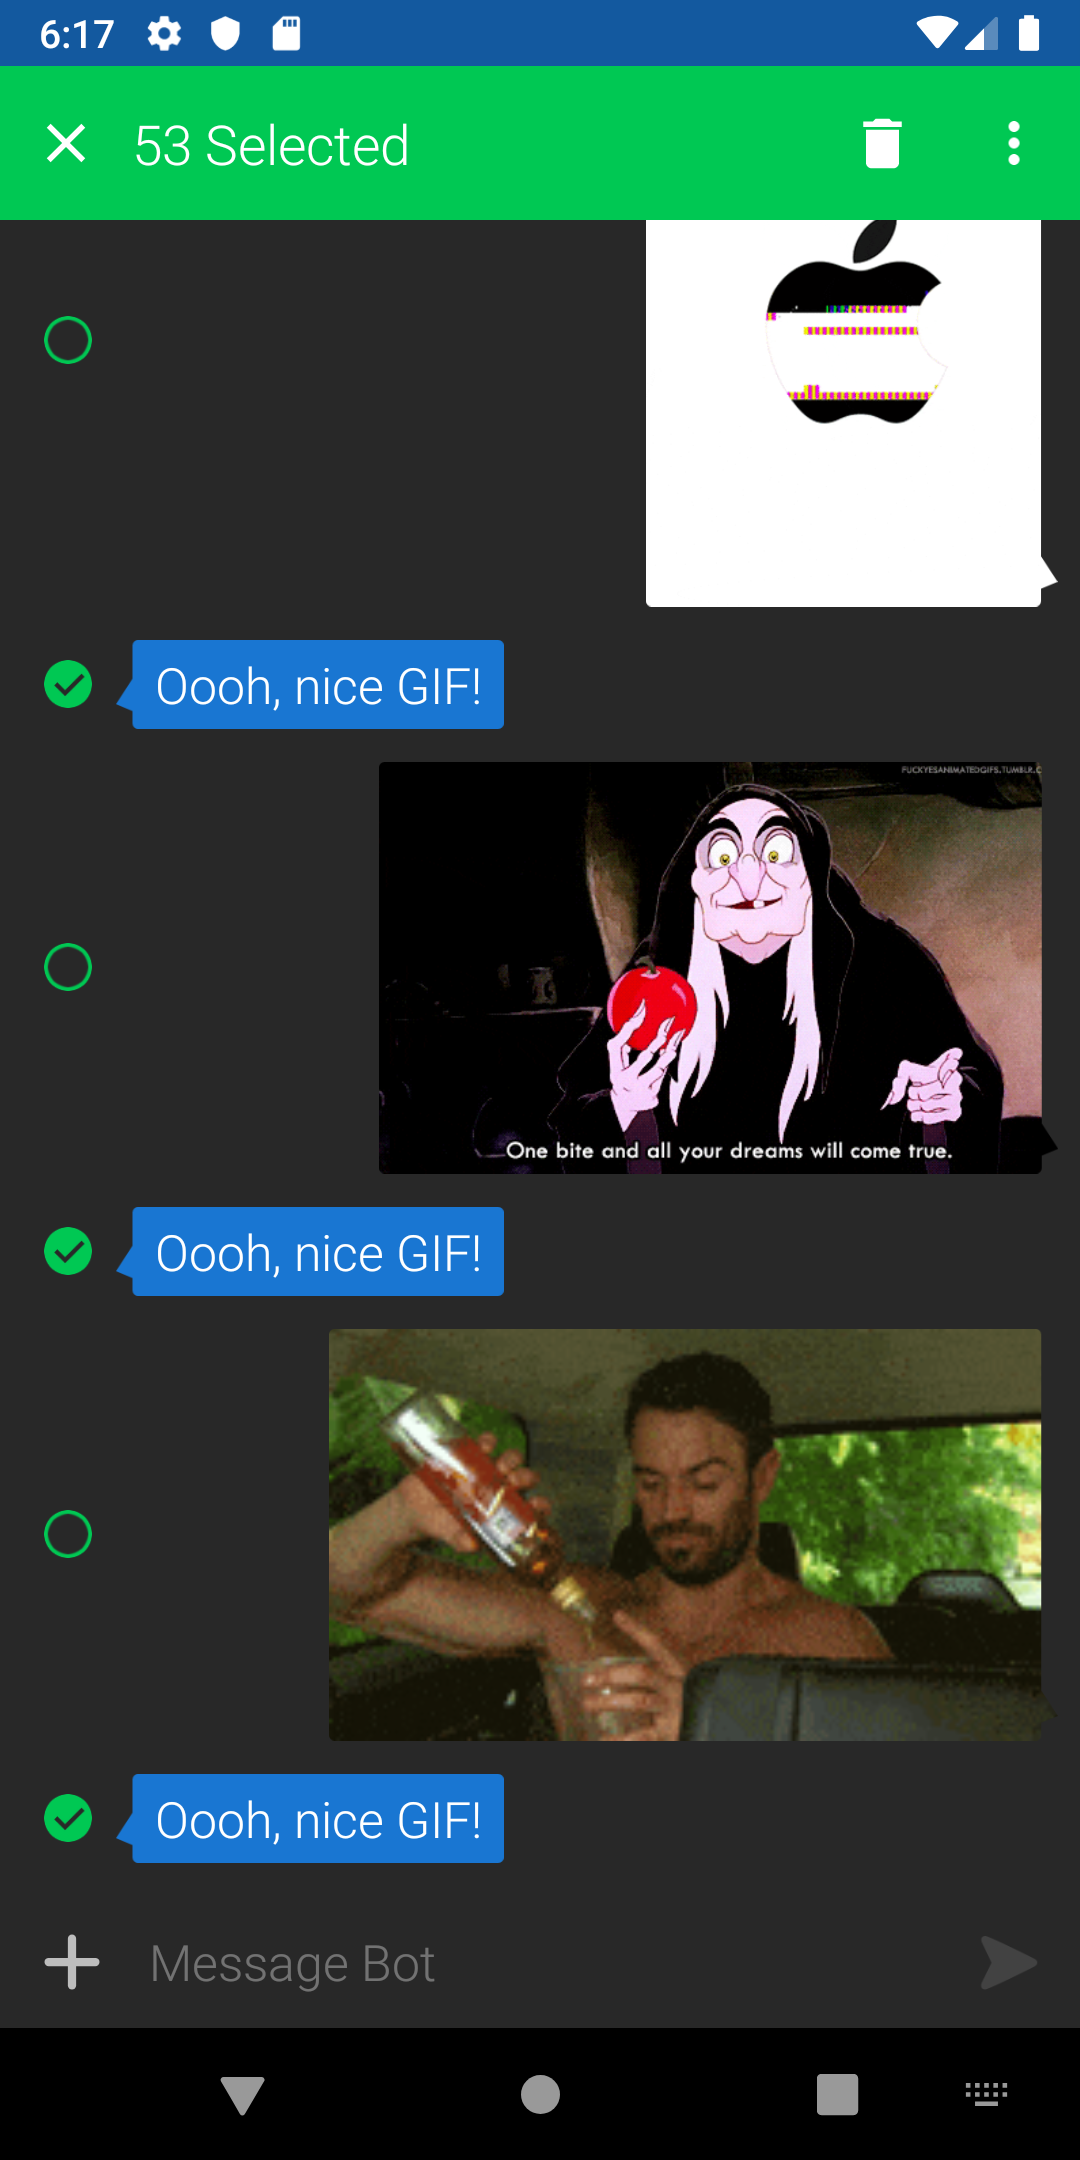 6:17
53 Selected
Oooh, nice GIF!
FUCKYESANIMATEDGIFS.TUMBLR.C
One bite and all your dreams will come true.
Oooh, nice GIF!
Oooh, nice GIF!
Message Bot